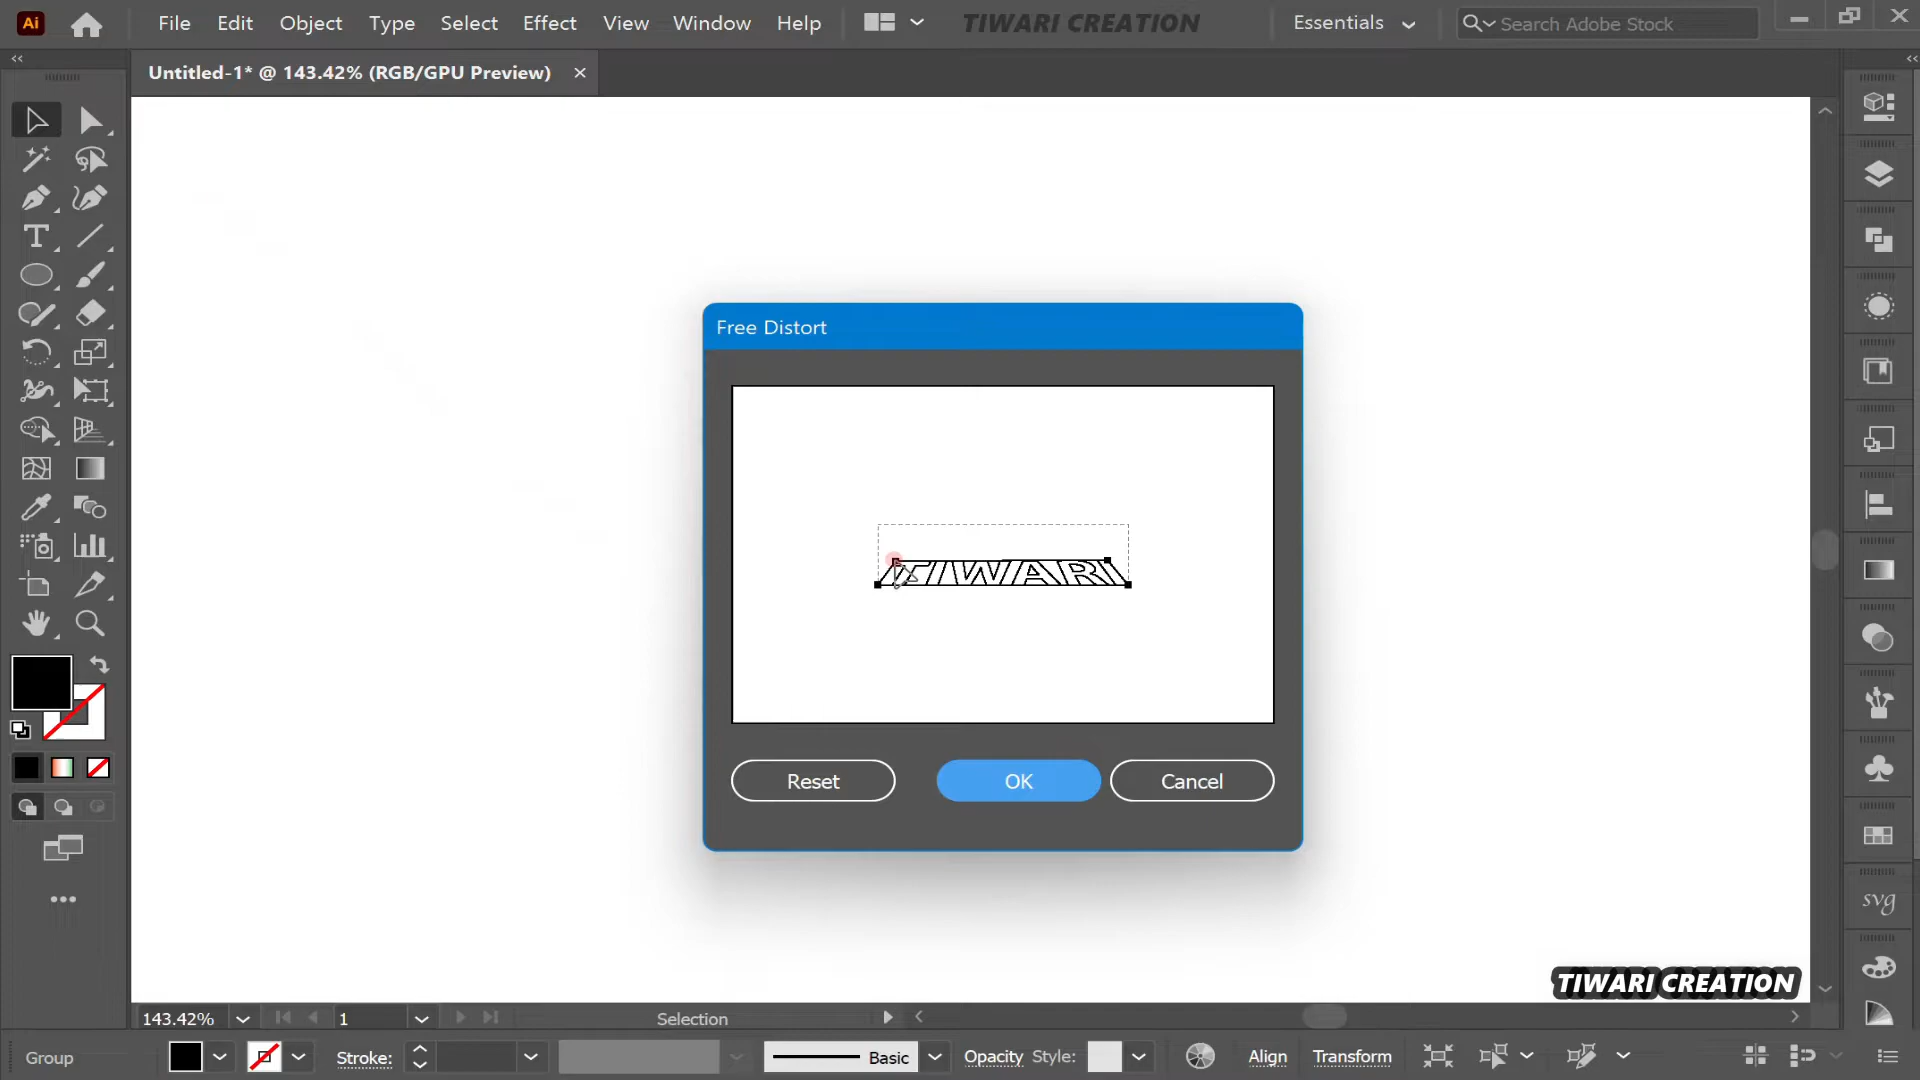 Ai File Edit Object Type Select Effect View Window Help TIWARI CREATION Essentials Search Adobe Stock
Untitled-1* @ 143.42% (RGB/GPU Preview)
Free Distort
TIWARI
Reset OK Cancel
svg
TIWARI CREATION
143.42% 1 Selection
Group Stroke: Basic Opacity Style: Align Transform